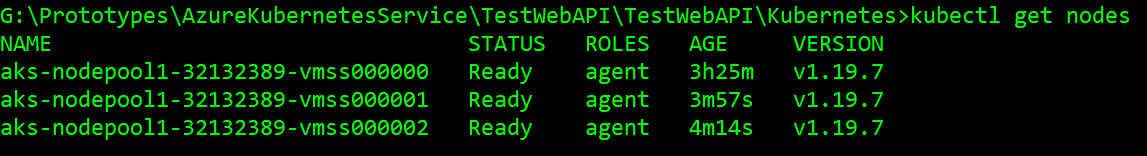 G:\Prototypes\AzureKubernetesService\TestWebAPI\TestWebAPI\Kubernetes>kubectl get nodes
NAME STATUS ROLES AGE VERSION
aks-nodepool1-32132389-vmss000000 Ready agent 3h25m v1.19.7
aks-nodepool1-32132389-vmss000001 Ready agent 3m57s v1.19.7
aks-nodepool1-32132389-vmss000002 Ready agent 4m14s v1.19.7